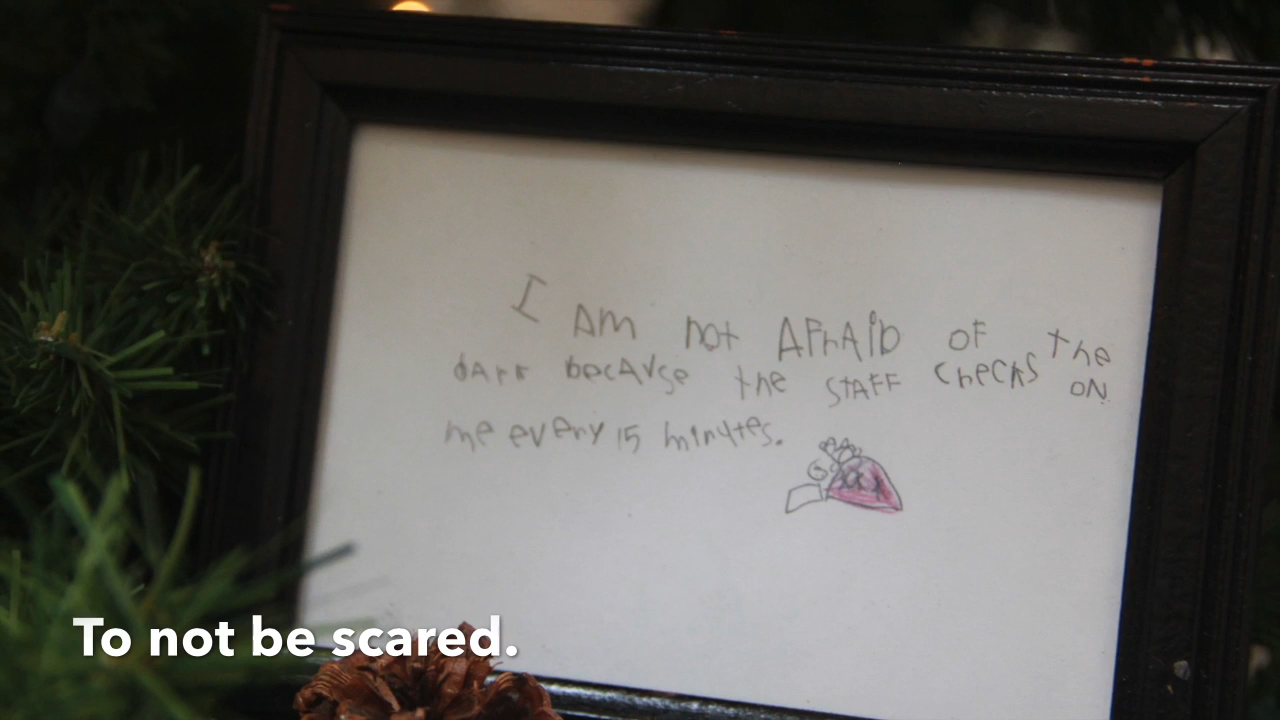 I AM not AFrAID OF the
dark becAuse the STAFF checks ON
me every 15 minutes.
To not be scared.